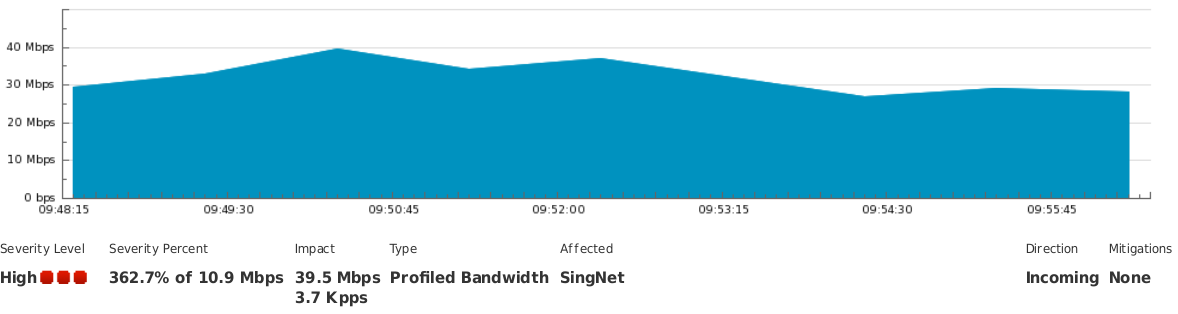 40 Mbps
30 Mbps
20 Mbps
10 Mbps
0 bps
09:48:15 09:49:30 09:50:45 09:52:00 09:53:15 09:54:30 09:55:45
Severity Level Severity Percent Impact Type Affected Direction Mitigations
High 362.7% of 10.9 Mbps 39.5 Mbps Profiled Bandwidth SingNet Incoming None
3.7 Kpps